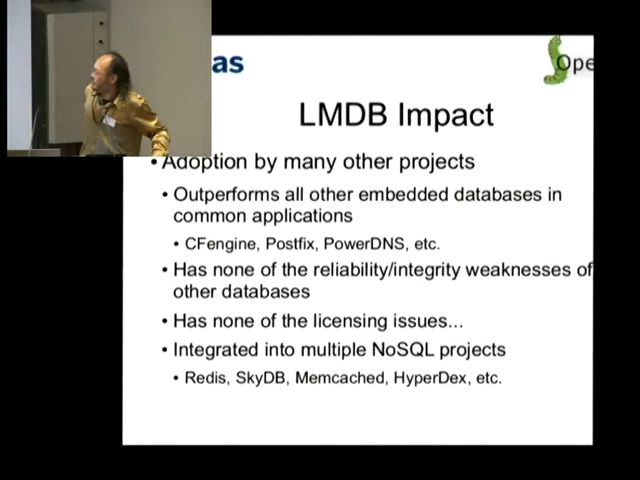 as
Ope
LMDB Impact
• Adoption by many other projects
• Outperforms all other embedded databases in
common applications
• CFengine, Postfix, PowerDNS, etc.
• Has none of the reliability/integrity weaknesses of
other databases
• Has none of the licensing issues...
• Integrated into multiple NoSQL projects
• Redis, SkyDB, Memcached, HyperDex, etc.